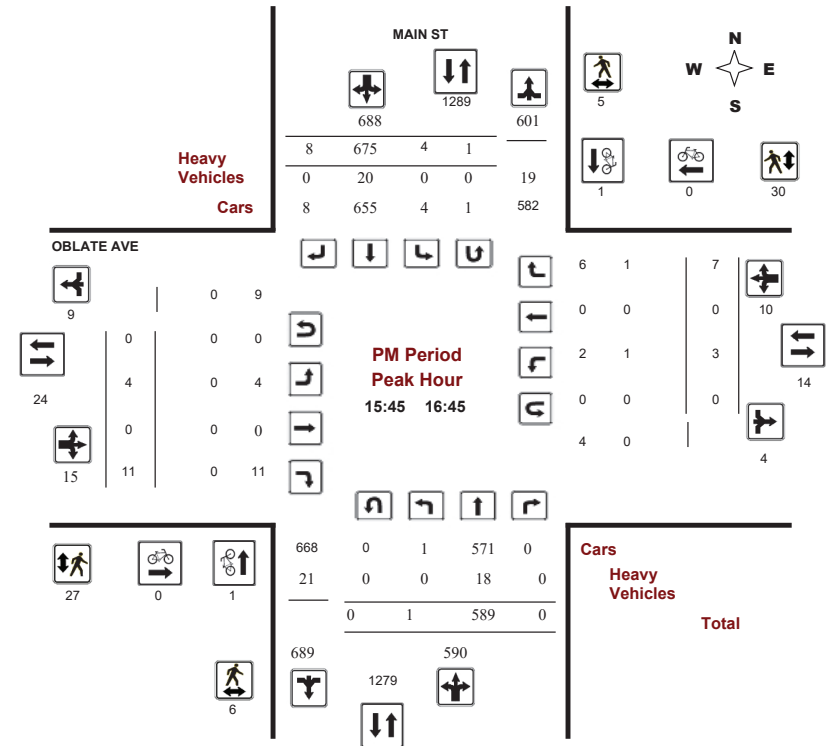 MAIN ST
N
W E
S
1289
5
688 601
8 675 4 1
Heavy
Vehicles
0 20 0 0 19
Cars
8 655 4 1 582
1 0 30
OBLATE AVE
9
0 9
24
0 0 0
4 0 4
0 0 0
15
11 0 11
PM Period
Peak Hour
15:45 16:45
6 1 7
0 0 0
10
2 1 3
14
0 0 0
4 0
4
668 0 1 571 0
Cars
21 0 0 18 0
Heavy
Vehicles
0 1 589 0
Total
27 0 1
689 590
1279
6